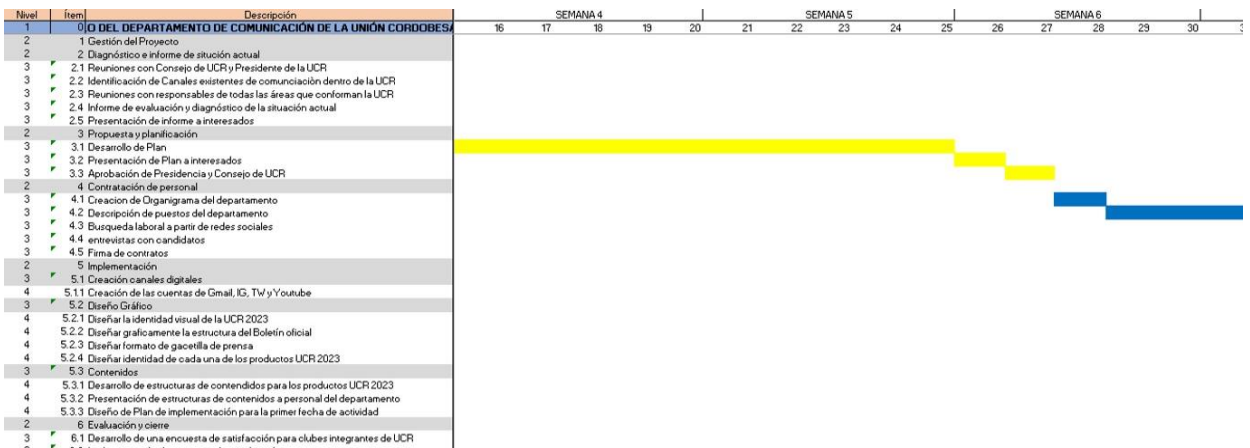 Nivel Ítem Descripción SEMANA 4 SEMANA 5 SEMANA 6
1 0 O DEL DEPARTAMENTO DE COMUNICACIÓN DE LA UNIÓN CORDOBESA 16 17 18 19 20 21 22 23 24 25 26 27 28 29 30
2 1 Gestión del Proyecto
2 2 Diagnóstico e informe de situción actual
3 2.1 Reuniones con Consejo de UCR y Presidente de la UCR
3 2.2 Identificación de Canales existentes de comunciaciòn dentro de la UCR
3 2.3 Reuniones con responsables de todas las áreas que conforman la UCR
3 2.4 Informe de evaluación y diagnóstico de la situación actual
3 2.5 Presentación de informe a interesados
2 3 Propuesta y planificación
3 3.1 Desarrollo de Plan
3 3.2 Presentación de Plan a interesados
3 3.3 Aprobación de Presidencia y Consejo de UCR
2 4 Contratación de personal
3 4.1 Creacion de Organigrama del departamento
3 4.2 Descripción de puestos del departamento
3 4.3 Busqueda laboral a partir de redes sociales
3 4.4 entrevistas con candidatos
3 4.5 Firma de contratos
2 5 Implementación
3 5.1 Creación canales digitales
4 5.1.1 Creación de las cuentas de Gmail, IG, TW y Youtube
3 5.2 Diseño Gráfico
4 5.2.1 Diseñar la identidad visual de la UCR 2023
4 5.2.2 Diseñar graficamente la estructura del Boletín oficial
4 5.2.3 Diseñar formato de gacetilla de prensa
4 5.2.4 Diseñar identidad de cada una de los productos UCR 2023
3 5.3 Contenidos
4 5.3.1 Desarrollo de estructuras de contendidos para los productos UCR 2023
4 5.3.2 Presentación de estructuras de contenidos a personal del departamento
4 5.3.3 Diseño de Plan de implementación para la primer fecha de actividad
2 6 Evaluación y cierre
3 6.1 Desarrollo de una encuesta de satisfacción para clubes integrantes de UCR